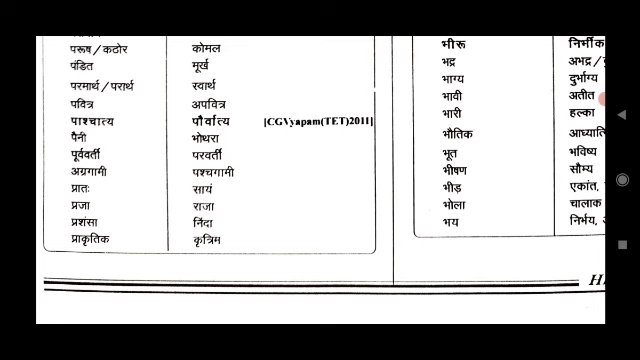 परूष/कठोर कोमल
पंडित मूर्ख
परमार्थ/परार्थ स्वार्थ
पवित्र अपवित्र
पाश्चात्य पौर्वात्य [CGVyapam(TET)2011]
पैनी भोथरा
पूर्ववर्ती परवर्ती
अग्रगामी पश्चगामी
प्रातः सायं
प्रजा राजा
प्रशंसा निंदा
प्राकृतिक कृत्रिम
भीरू निर्भीक
भद्र अभद्र/
भाग्य दुर्भाग्य
भावी अतीत
भारी हल्का
भौतिक
भूत भविष्य
भीषण सौम्य
भीड़ एकांत,
भोला चालाक
भय निर्भय,